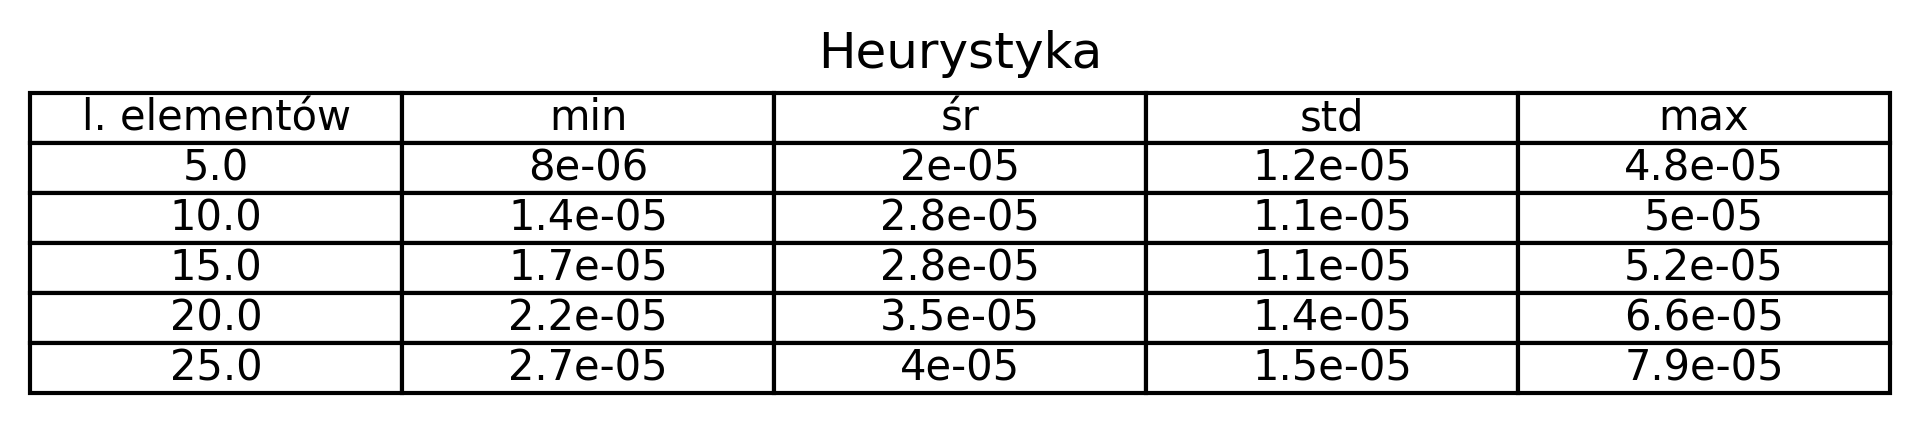 Heurystyka
l. elementów min śr std max
5.0 8e-06 2e-05 1.2e-05 4.8e-05
10.0 1.4e-05 2.8e-05 1.1e-05 5e-05
15.0 1.7e-05 2.8e-05 1.1e-05 5.2e-05
20.0 2.2e-05 3.5e-05 1.4e-05 6.6e-05
25.0 2.7e-05 4e-05 1.5e-05 7.9e-05